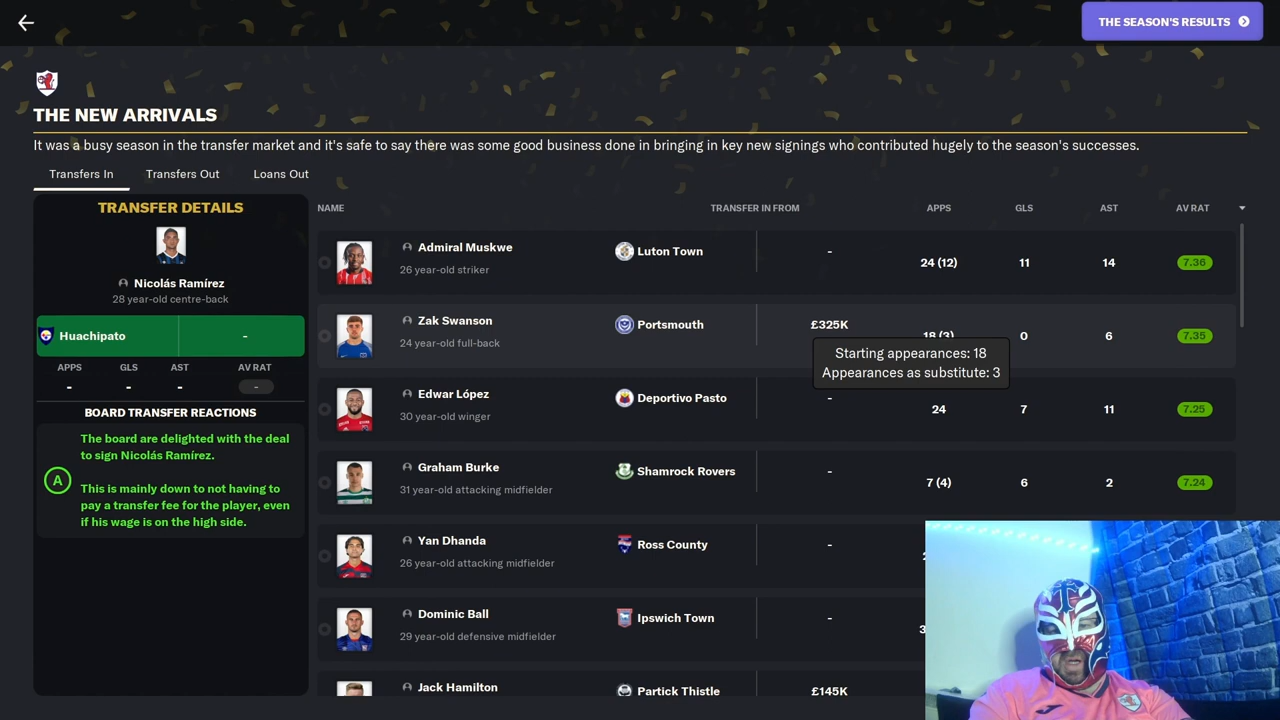 THE SEASON'S RESULTS
THE NEW ARRIVALS
It was a busy season in the transfer market and it's safe to say there was some good business done in bringing in key new signings who contributed hugely to the season's successes.
Transfers In Transfers Out Loans Out
TRANSFER DETAILS
Nicolás Ramírez
28 year-old centre-back
Huachipato -
APPS GLS AST AV RAT
- - - -
BOARD TRANSFER REACTIONS
A
The board are delighted with the deal
to sign Nicolás Ramírez.
This is mainly down to not having to
pay a transfer fee for the player, even
if his wage is on the high side.
NAME TRANSFER IN FROM APPS GLS AST AV RAT
Admiral Muskwe Luton Town - 24 (12) 11 14 7.36
26 year-old striker
Zak Swanson Portsmouth £325K 18 (3) 0 6 7.35
24 year-old full-back
Starting appearances: 18
Appearances as substitute: 3
Edwar López Deportivo Pasto - 24 7 11 7.25
30 year-old winger
Graham Burke Shamrock Rovers - 7 (4) 6 2 7.24
31 year-old attacking midfielder
Yan Dhanda Ross County -
26 year-old attacking midfielder
Dominic Ball Ipswich Town -
29 year-old defensive midfielder
Jack Hamilton Partick Thistle £145K